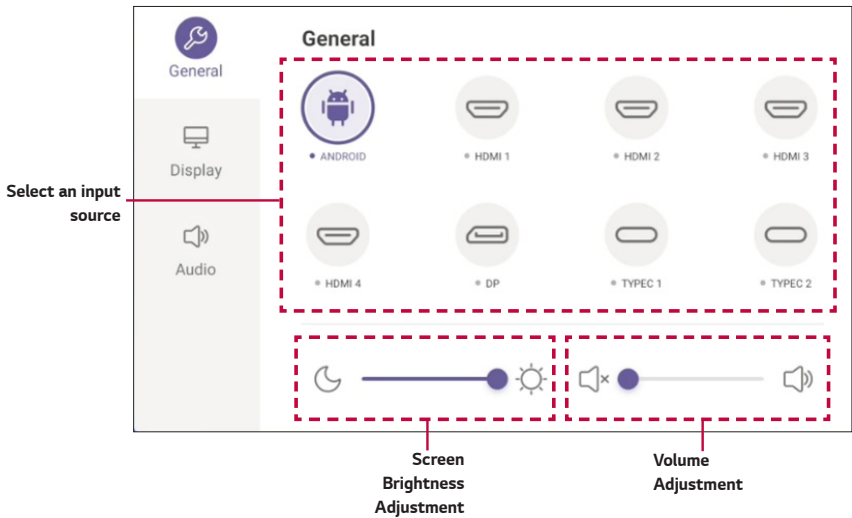 General
General
ANDROID
HDMI 1
HDMI 2
HDMI 3
Display
Select an input
source
Audio
HDMI 4
DP
TYPEC 1
TYPEC 2
Screen
Brightness
Adjustment
Volume
Adjustment